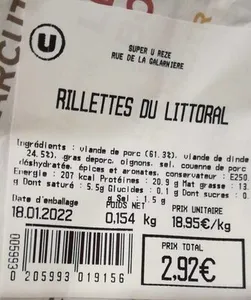 U
SUPER U REZE
RUE DE LA GALARNIERE
RILLETTES DU LITTORAL
Ingrédients : viande de porc (61.3%), viande de dinde
24.5%), gras deporc, oignons, sel, couenne de porc
déshydratée, épices et aromates, conservateur : E250.
Energie : 207 kcal Protéines : 20.9 g Mat grasse : 13.
g Dont saturé : 5.5g Glucides : 0.1 g Dont sucres : 0.
g Sel : 1.5 g
Date d'emballage POIDS NET PRIX UNITAIRE
18.01.2022 0,154 kg 18.95€/kg
PRIX TOTAL
2.92€
0 205993 019156